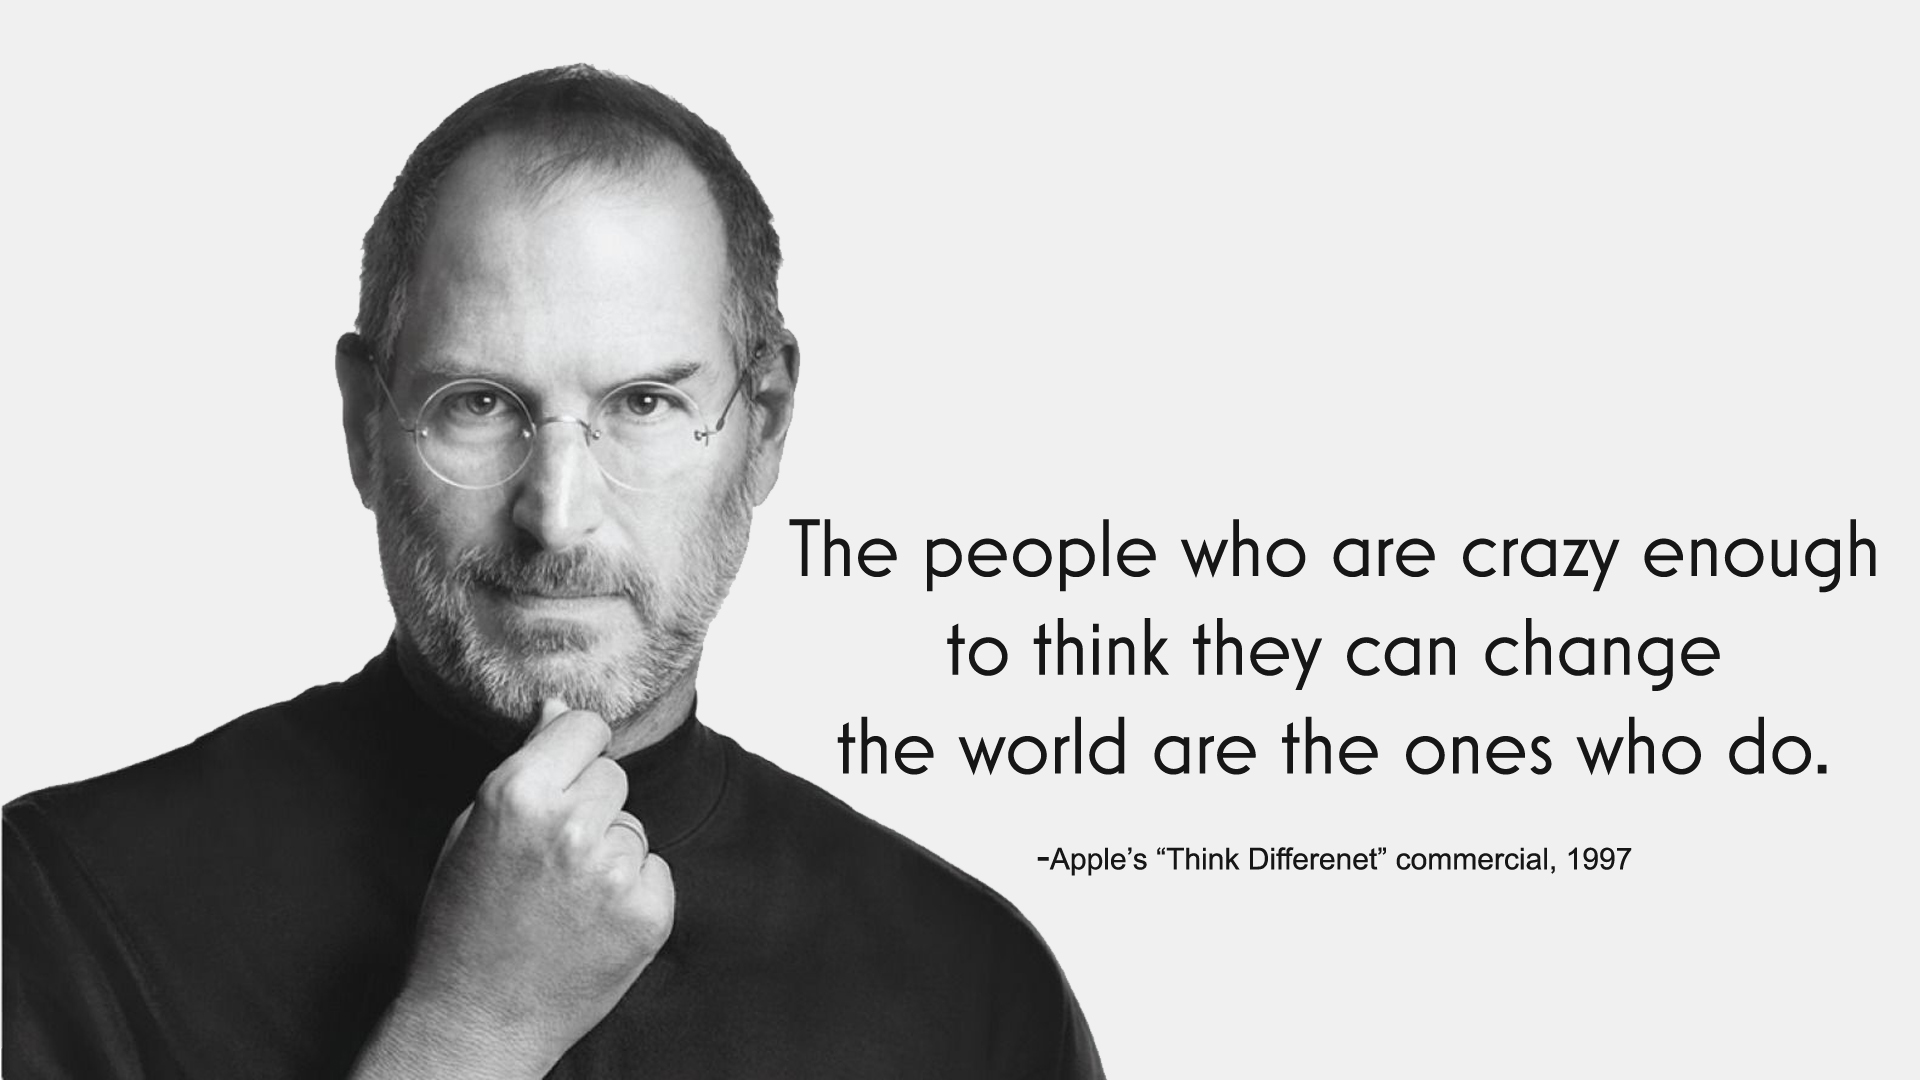 The people who are crazy enough
to think they can change
the world are the ones who do.
-Apple’s “Think Differenet” commercial, 1997